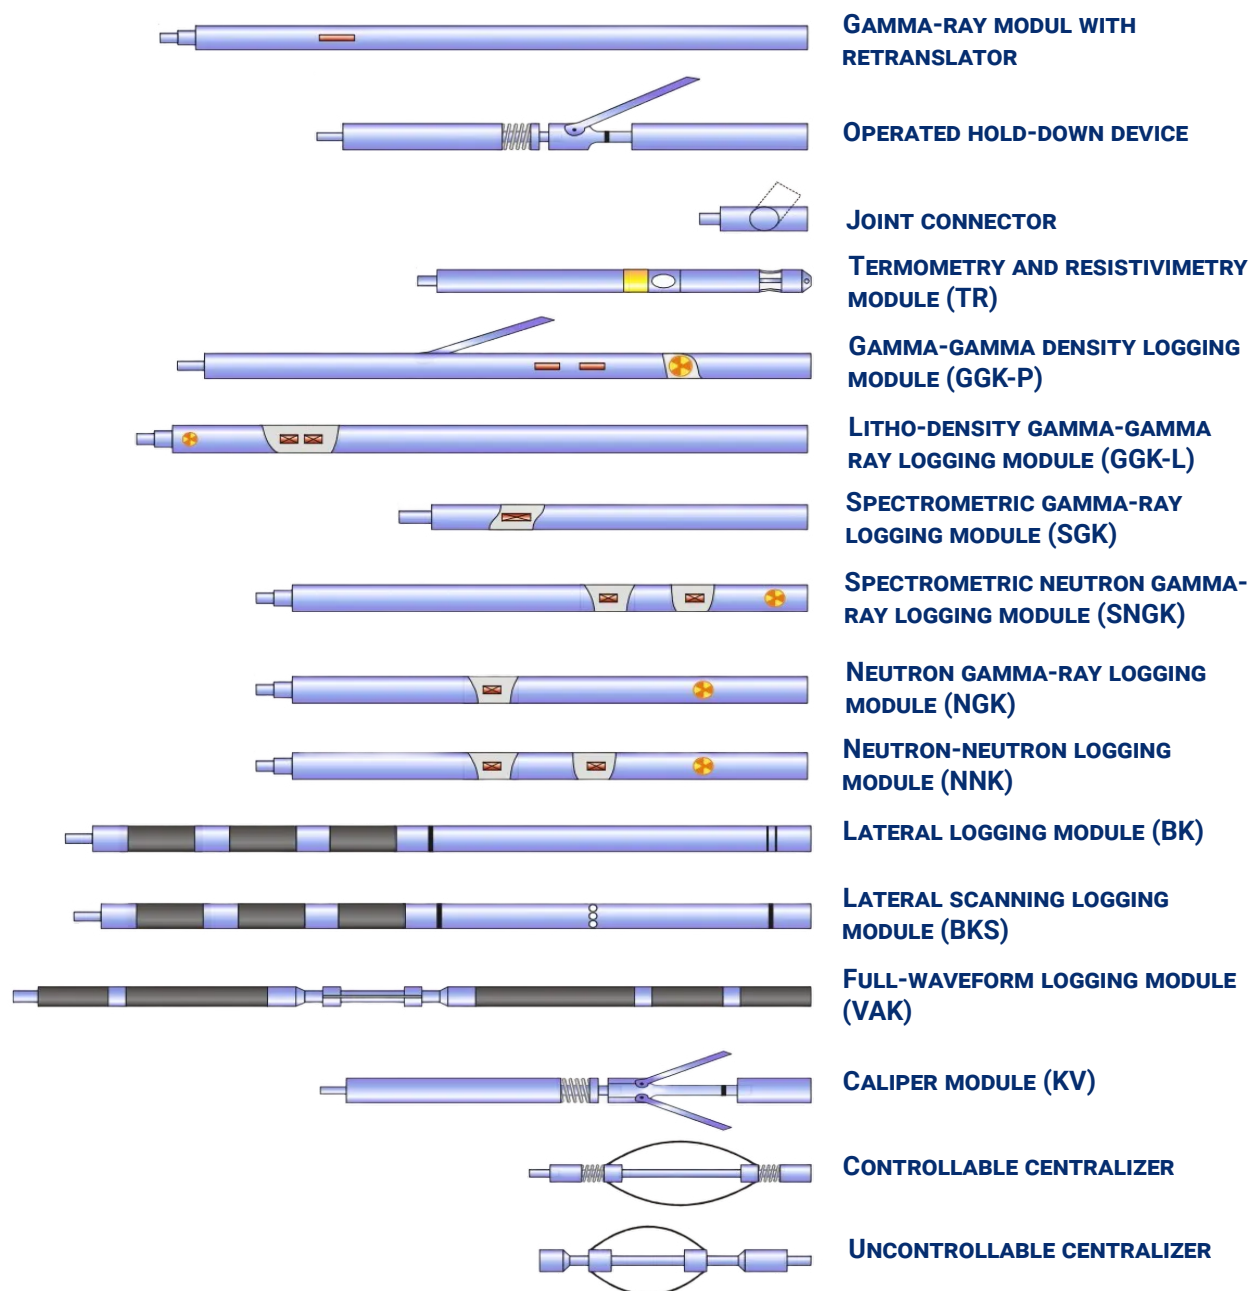 GAMMA-RAY MODUL WITH
RETRANSLATOR
OPERATED HOLD-DOWN DEVICE
JOINT CONNECTOR
TERMOMETRY AND RESISTIVIMETRY
MODULE (TR)
GAMMA-GAMMA DENSITY LOGGING
MODULE (GGK-P)
LITHO-DENSITY GAMMA-GAMMA
RAY LOGGING MODULE (GGK-L)
SPECTROMETRIC GAMMA-RAY
LOGGING MODULE (SGK)
SPECTROMETRIC NEUTRON GAMMA-
RAY LOGGING MODULE (SNGK)
NEUTRON GAMMA-RAY LOGGING
MODULE (NGK)
NEUTRON-NEUTRON LOGGING
MODULE (NNK)
LATERAL LOGGING MODULE (BK)
LATERAL SCANNING LOGGING
MODULE (BKS)
FULL-WAVEFORM LOGGING MODULE
(VAK)
CALIPER MODULE (KV)
CONTROLLABLE CENTRALIZER
UNCONTROLLABLE CENTRALIZER